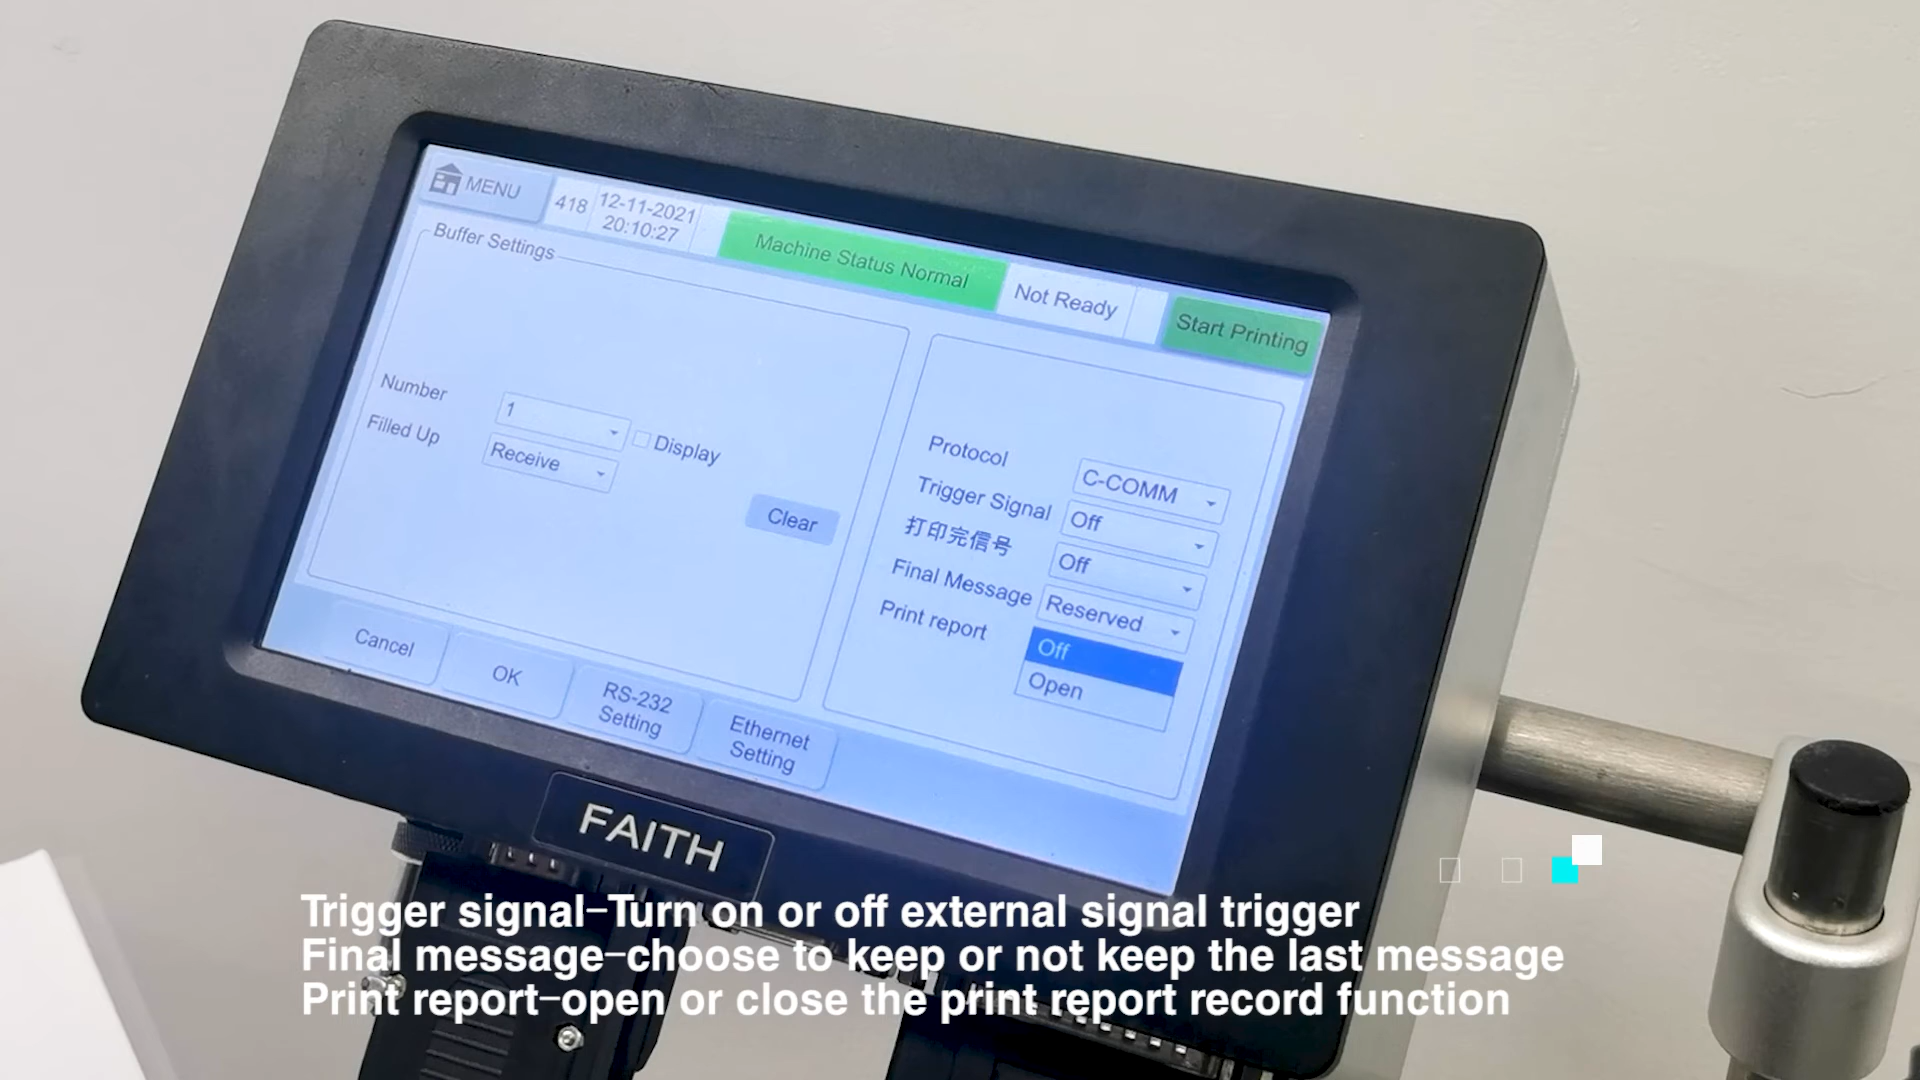 MENU
418
12-11-2021
20:10:27
Machine Status Normal
Not Ready
Start Printing
Buffer Settings
Number
1
Display
Filled Up
Receive
Clear
Protocol
C-COMM
Trigger Signal
Off
打印完信号
Off
Final Message
Reserved
Print report
Off
Open
Cancel
OK
RS-232
Setting
Ethernet
Setting
FAITH
Trigger signal-Turn on or off external signal trigger
Final message-choose to keep or not keep the last message
Print report-open or close the print report record function